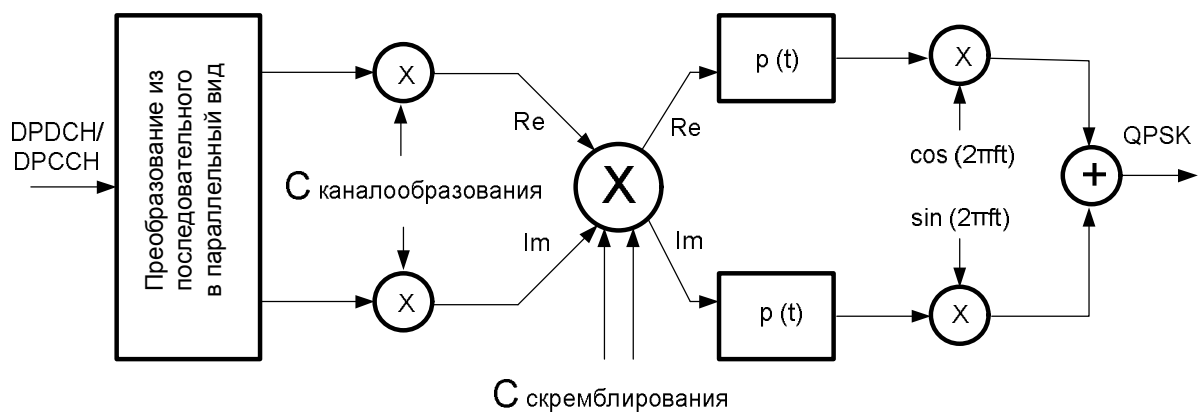 DPDCH/
DPCCH
Преобразование из
последовательного
в параллельный вид
X
X
C каналообразования
Re
Im
X
Re
Im
C скремблирования
p (t)
p (t)
X
cos (2πft)
sin (2πft)
X
+
QPSK